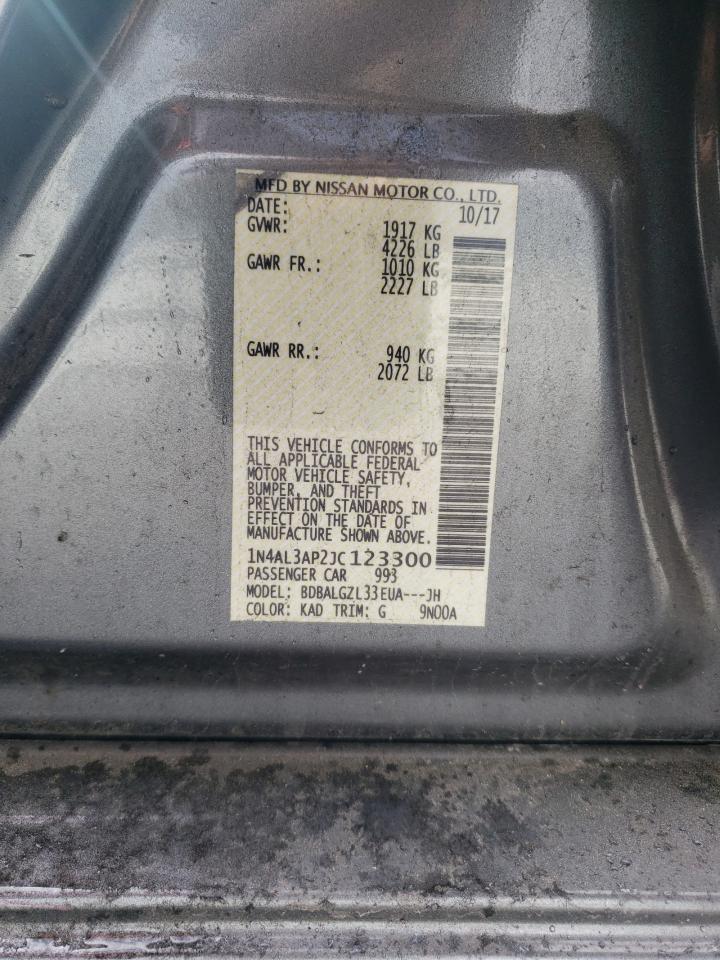 MFD BY NISSAN MOTOR CO., LTD.
DATE: 10/17
GVWR: 1917 KG
4226 LB
GAWR FR.: 1010 KG
2227 LB
GAWR RR.: 940 KG
2072 LB
THIS VEHICLE CONFORMS TO
ALL APPLICABLE FEDERAL
MOTOR VEHICLE SAFETY,
BUMPER, AND THEFT
PREVENTION STANDARDS IN
EFFECT ON THE DATE OF
MANUFACTURE SHOWN ABOVE.
1N4AL3AP2JC123300
PASSENGER CAR 993
MODEL: BDBALGZL33EUA---JH
COLOR: KAD TRIM: G 9N00A